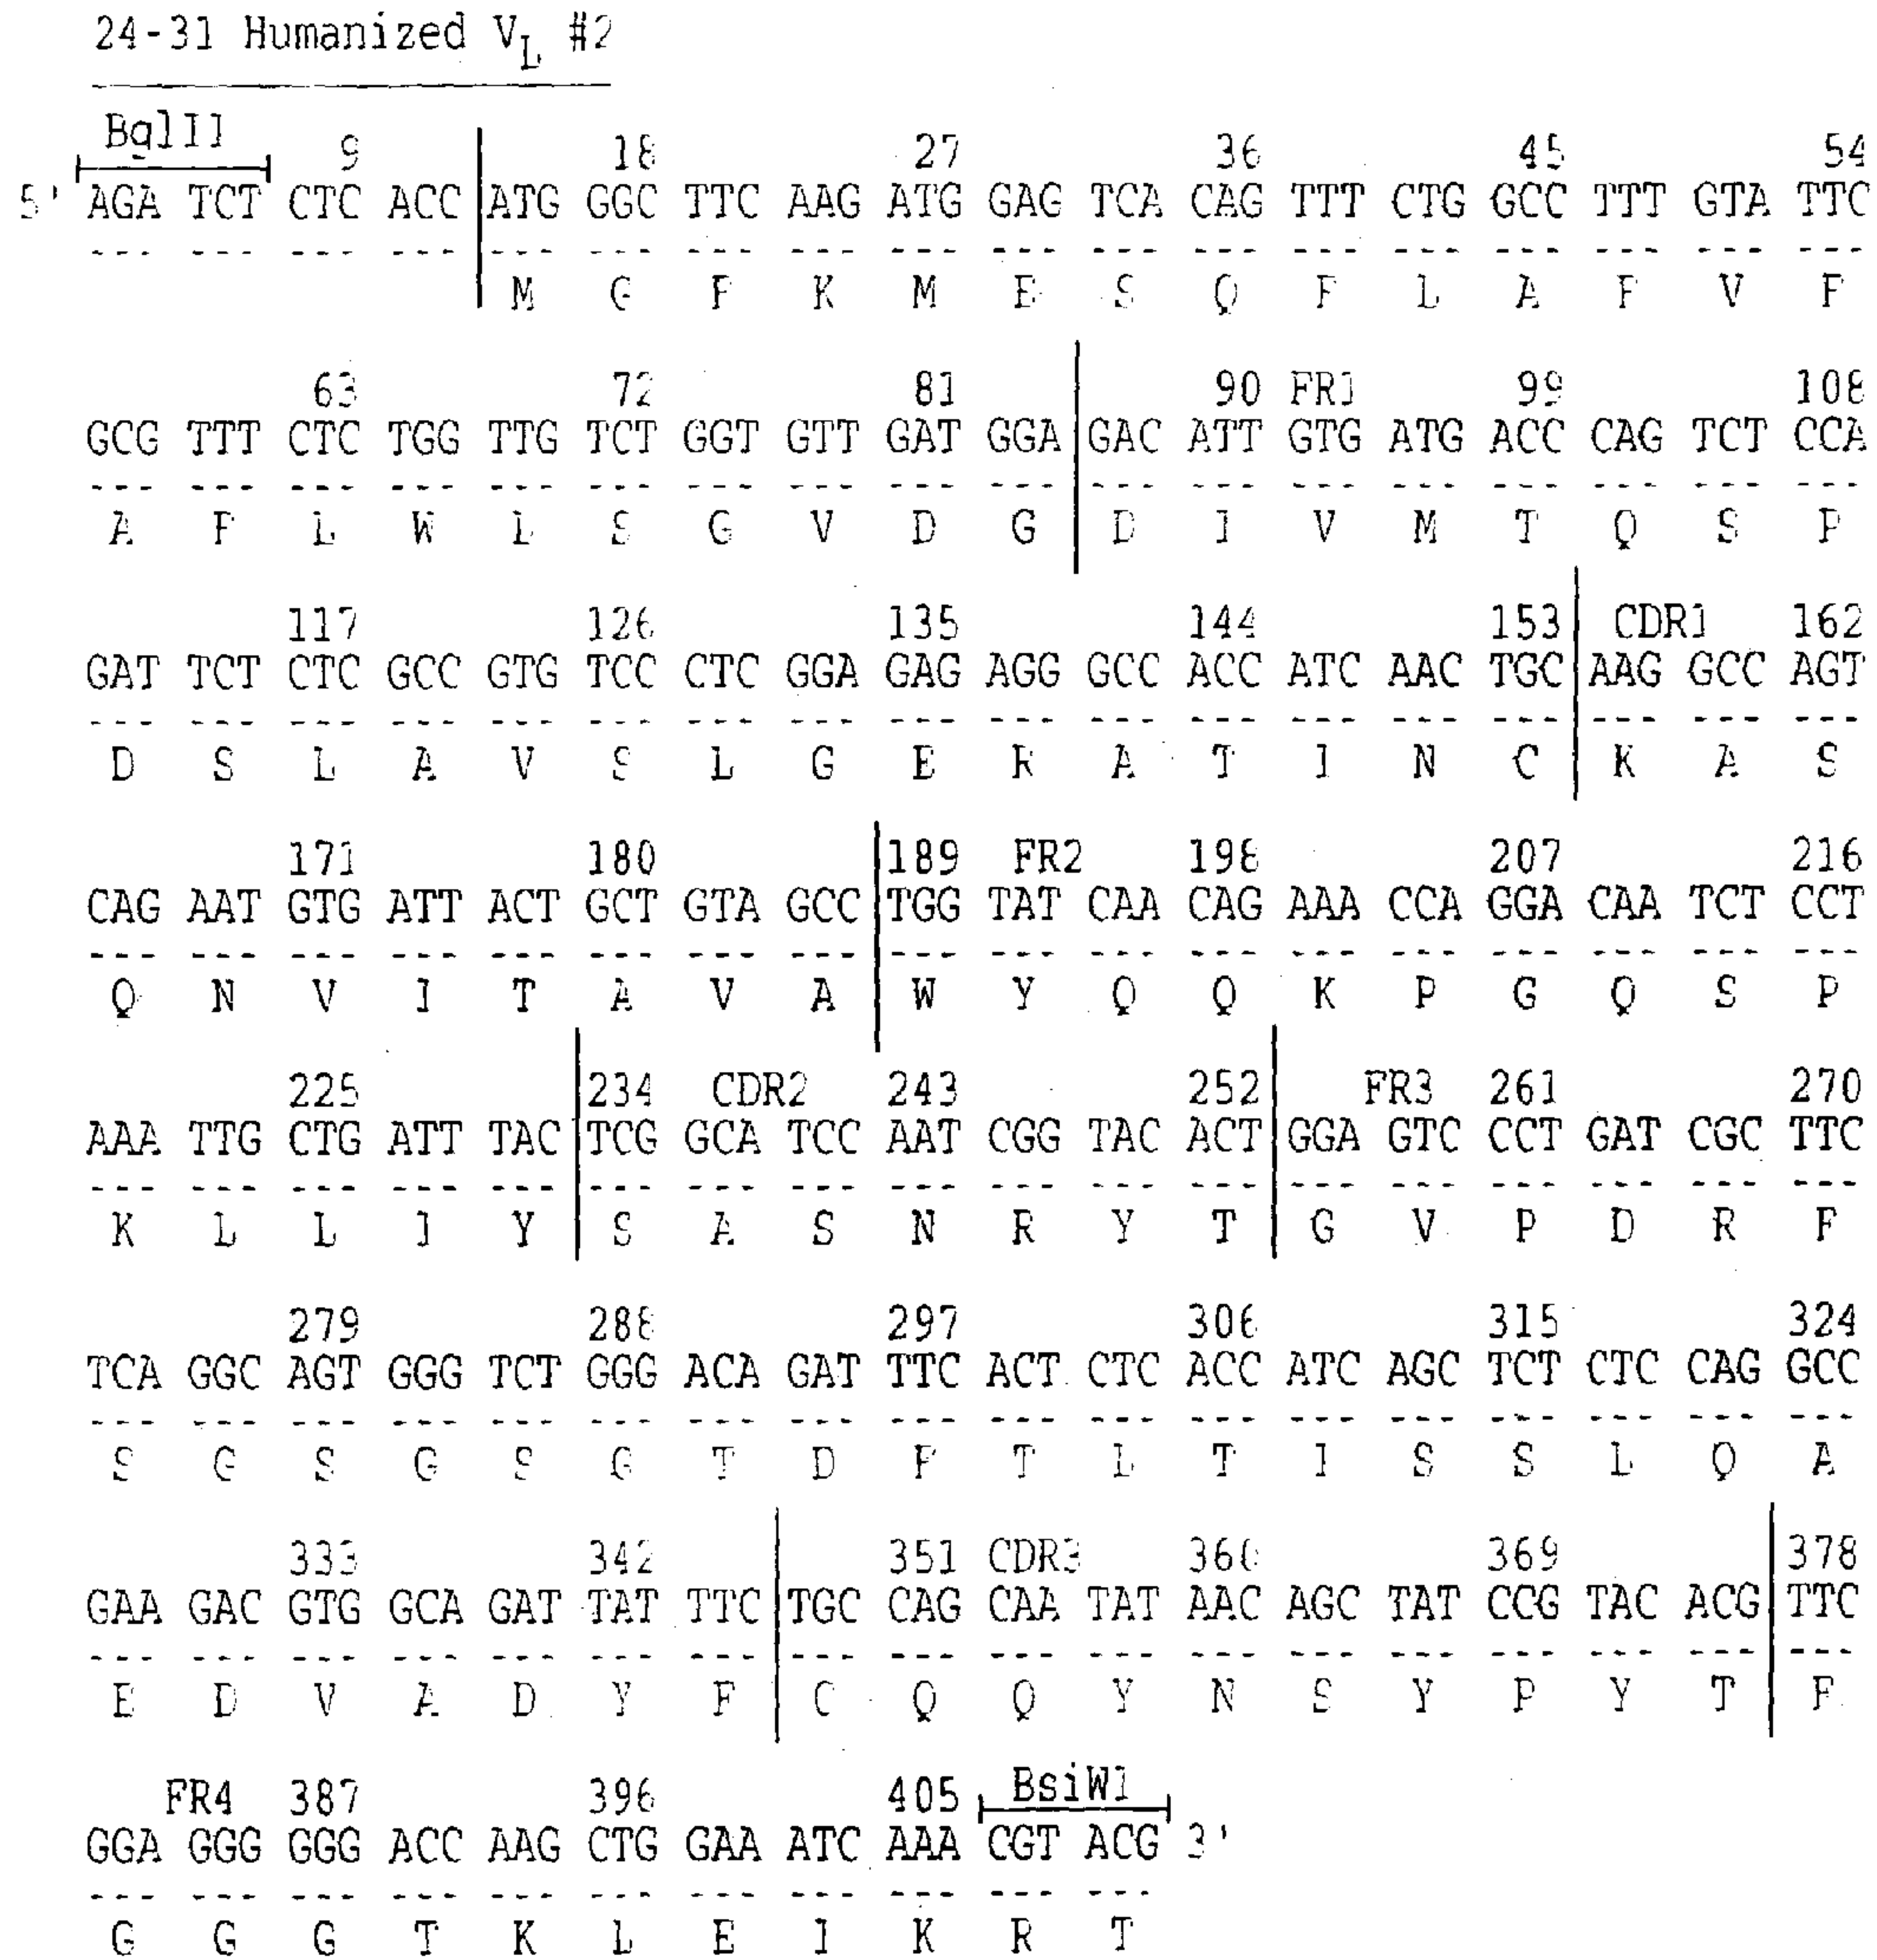 24-31 Humanized VL #2
BglII 9 18 27 36 45 54
5' AGA TCT CTC ACC ATG GGC TTC AAG ATG GAG TCA CAG TTT CTG GCC TTT GTA TTC
--- --- --- --- --- --- --- --- --- --- --- --- --- --- --- --- --- ---
M G F K M E S Q F L A F V F
63 72 81 90 FR1 99 108
GCG TTT CTC TGG TTG TCT GGT GTT GAT GGA GAC ATT GTG ATG ACC CAG TCT CCA
--- --- --- --- --- --- --- --- --- --- --- --- --- --- --- --- --- ---
A F L W L S G V D G D I V M T Q S P
117 126 135 144 153 CDR1 162
GAT TCT CTC GCC GTG TCC CTC GGA GAG AGG GCC ACC ATC AAC TGC AAG GCC AGT
--- --- --- --- --- --- --- --- --- --- --- --- --- --- --- --- --- ---
D S L A V S L G E R A T I N C K A S
171 180 189 FR2 198 207 216
CAG AAT GTG ATT ACT GCT GTA GCC TGG TAT CAA CAG AAA CCA GGA CAA TCT CCT
--- --- --- --- --- --- --- --- --- --- --- --- --- --- --- --- --- ---
Q N V I T A V A W Y Q Q K P G Q S P
225 234 CDR2 243 252 FR3 261 270
AAA TTG CTG ATT TAC TCG GCA TCC AAT CGG TAC ACT GGA GTC CCT GAT CGC TTC
--- --- --- --- --- --- --- --- --- --- --- --- --- --- --- --- --- ---
K L L I Y S A S N R Y T G V P D R F
279 288 297 306 315 324
TCA GGC AGT GGG TCT GGG ACA GAT TTC ACT CTC ACC ATC AGC TCT CTC CAG GCC
--- --- --- --- --- --- --- --- --- --- --- --- --- --- --- --- --- ---
S G S G S G T D F T L T I S S L Q A
333 342 351 CDR3 360 369 378
GAA GAC GTG GCA GAT TAT TTC TGC CAG CAA TAT AAC AGC TAT CCG TAC ACG TTC
--- --- --- --- --- --- --- --- --- --- --- --- --- --- --- --- --- ---
E D V A D Y F C Q Q Y N S Y P Y T F
FR4 387 396 405 BsiW1
GGA GGG GGG ACC AAG CTG GAA ATC AAA CGT ACG 3'
--- --- --- --- --- --- --- --- --- --- ---
G G G T K L E I K R T